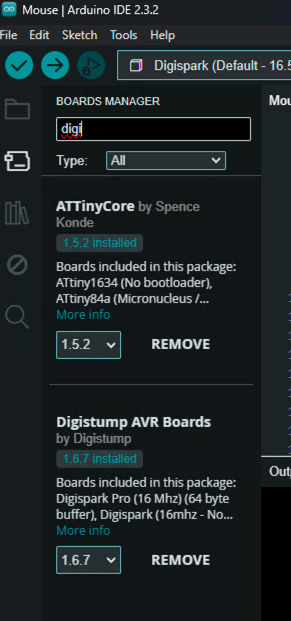 Mouse | Arduino IDE 2.3.2
File Edit Sketch Tools Help
Digispark (Default - 16.5
BOARDS MANAGER
Mou
digi
Type: All
ATTinyCore by Spence
Konde
1.5.2 installed
Boards included in this package:
ATtiny1634 (No bootloader),
ATtiny84a (Micronucleus /...
More info
1.5.2 REMOVE
Digistump AVR Boards
by Digistump
1.6.7 installed
Outp
Boards included in this package:
Digispark Pro (16 Mhz) (64 byte
buffer), Digispark (16mhz - No...
More info
1.6.7 REMOVE